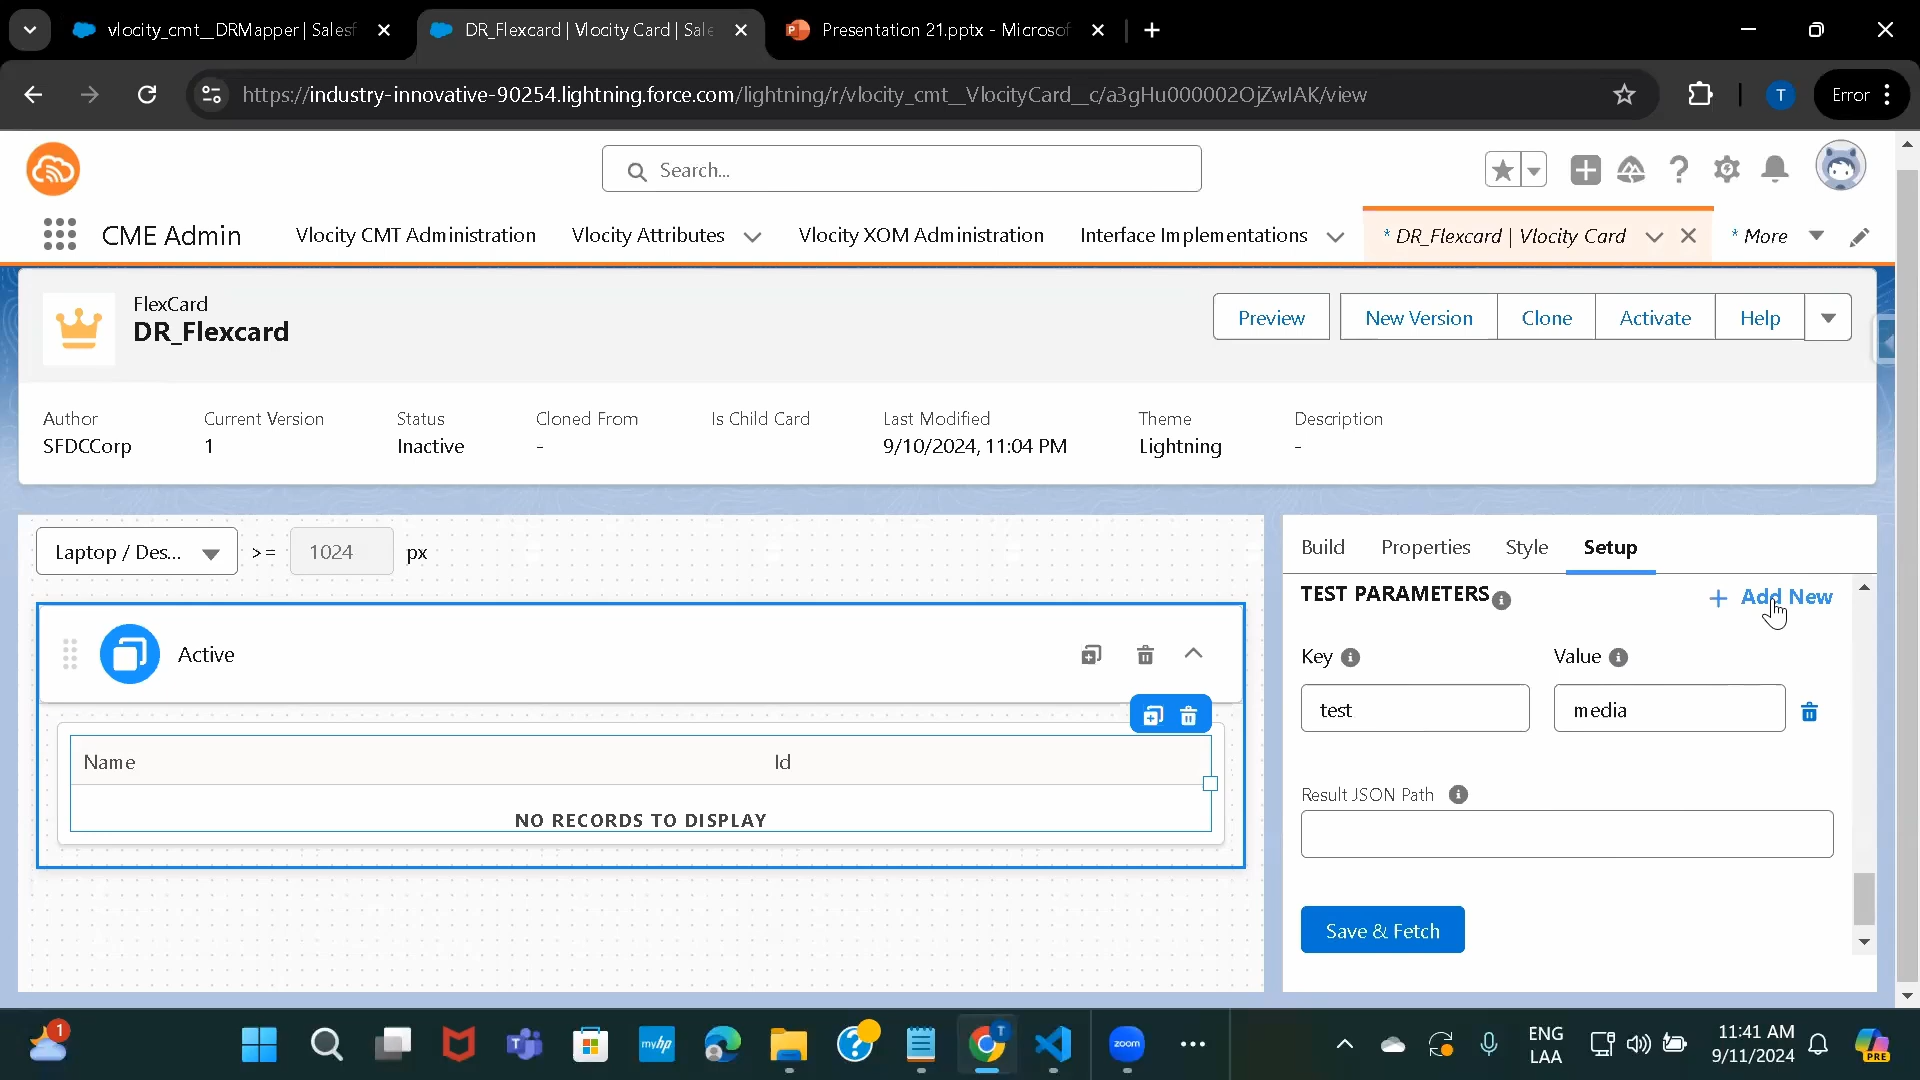 vlocity_cmt__DRMapper | Salesf
DR_Flexcard | Vlocity Card | Sale
Presentation 21.pptx - Microsof
https://industry-innovative-90254.lightning.force.com/lightning/r/vlocity_cmt__VlocityCard__c/a3gHu000002OjZwIAK/view
T
Error
Search...
CME Admin
Vlocity CMT Administration
Vlocity Attributes
Vlocity XOM Administration
Interface Implementations
* DR_Flexcard | Vlocity Card
* More
FlexCard
DR_Flexcard
Preview
New Version
Clone
Activate
Help
Author
Current Version
Status
Cloned From
Is Child Card
Last Modified
Theme
Description
SFDCCorp
1
Inactive
-
9/10/2024, 11:04 PM
Lightning
-
Laptop / Des...
>=
1024
px
Build
Properties
Style
Setup
TEST PARAMETERS
Add New
Key
Value
test
media
Active
Name
Id
NO RECORDS TO DISPLAY
Result JSON Path
Save & Fetch
1
myhp
T
zoom
ENG
LAA
11:41 AM
9/11/2024
PRE